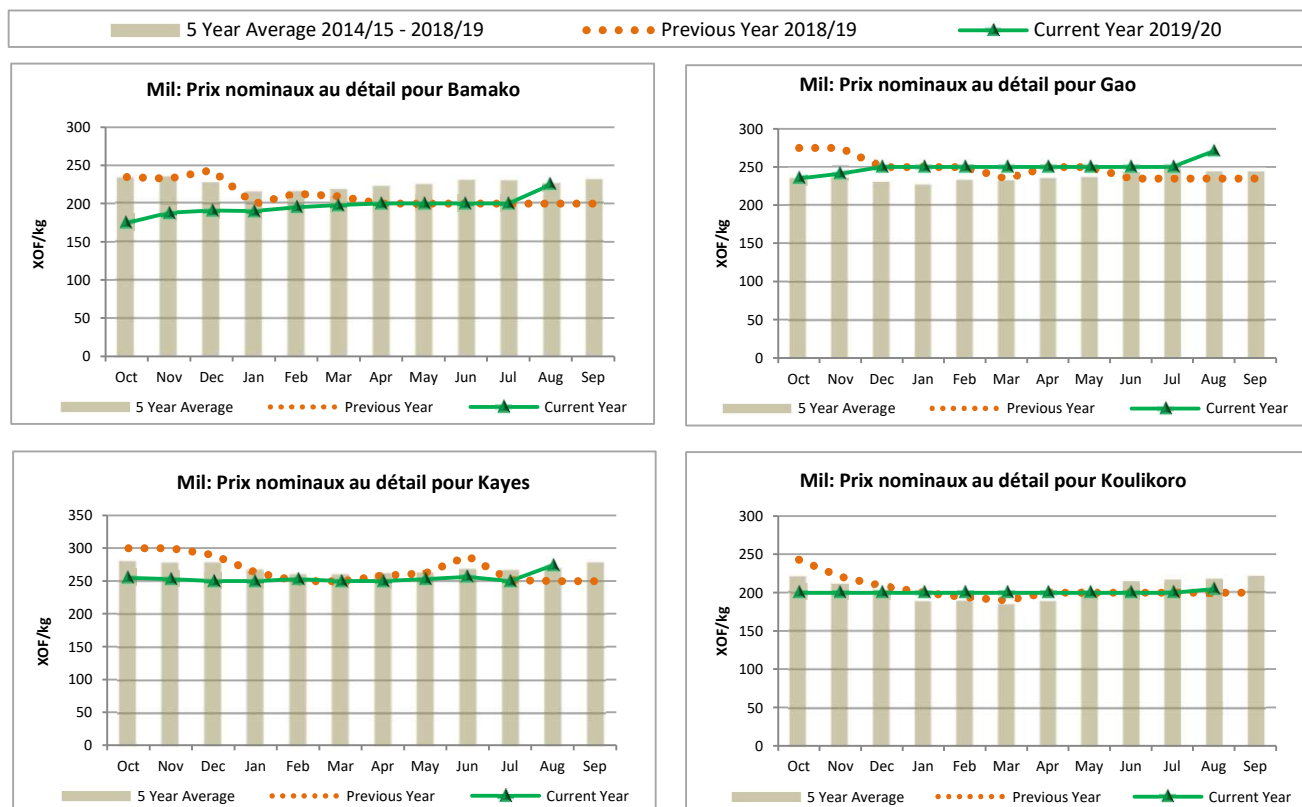 5 Year Average 2014/15 - 2018/19 Previous Year 2018/19 Current Year 2019/20
Mil: Prix nominaux au détail pour Bamako
300
250
200
150
100
50
0
XOF/kg
Oct Nov Dec Jan Feb Mar Apr May Jun Jul Aug Sep
5 Year Average Previous Year Current Year
Mil: Prix nominaux au détail pour Gao
300
250
200
150
100
50
0
XOF/kg
Oct Nov Dec Jan Feb Mar Apr May Jun Jul Aug Sep
5 Year Average Previous Year Current Year
Mil: Prix nominaux au détail pour Kayes
350
300
250
200
150
100
50
0
XOF/kg
Oct Nov Dec Jan Feb Mar Apr May Jun Jul Aug Sep
5 Year Average Previous Year Current Year
Mil: Prix nominaux au détail pour Koulikoro
300
250
200
150
100
50
0
XOF/kg
Oct Nov Dec Jan Feb Mar Apr May Jun Jul Aug Sep
5 Year Average Previous Year Current Year